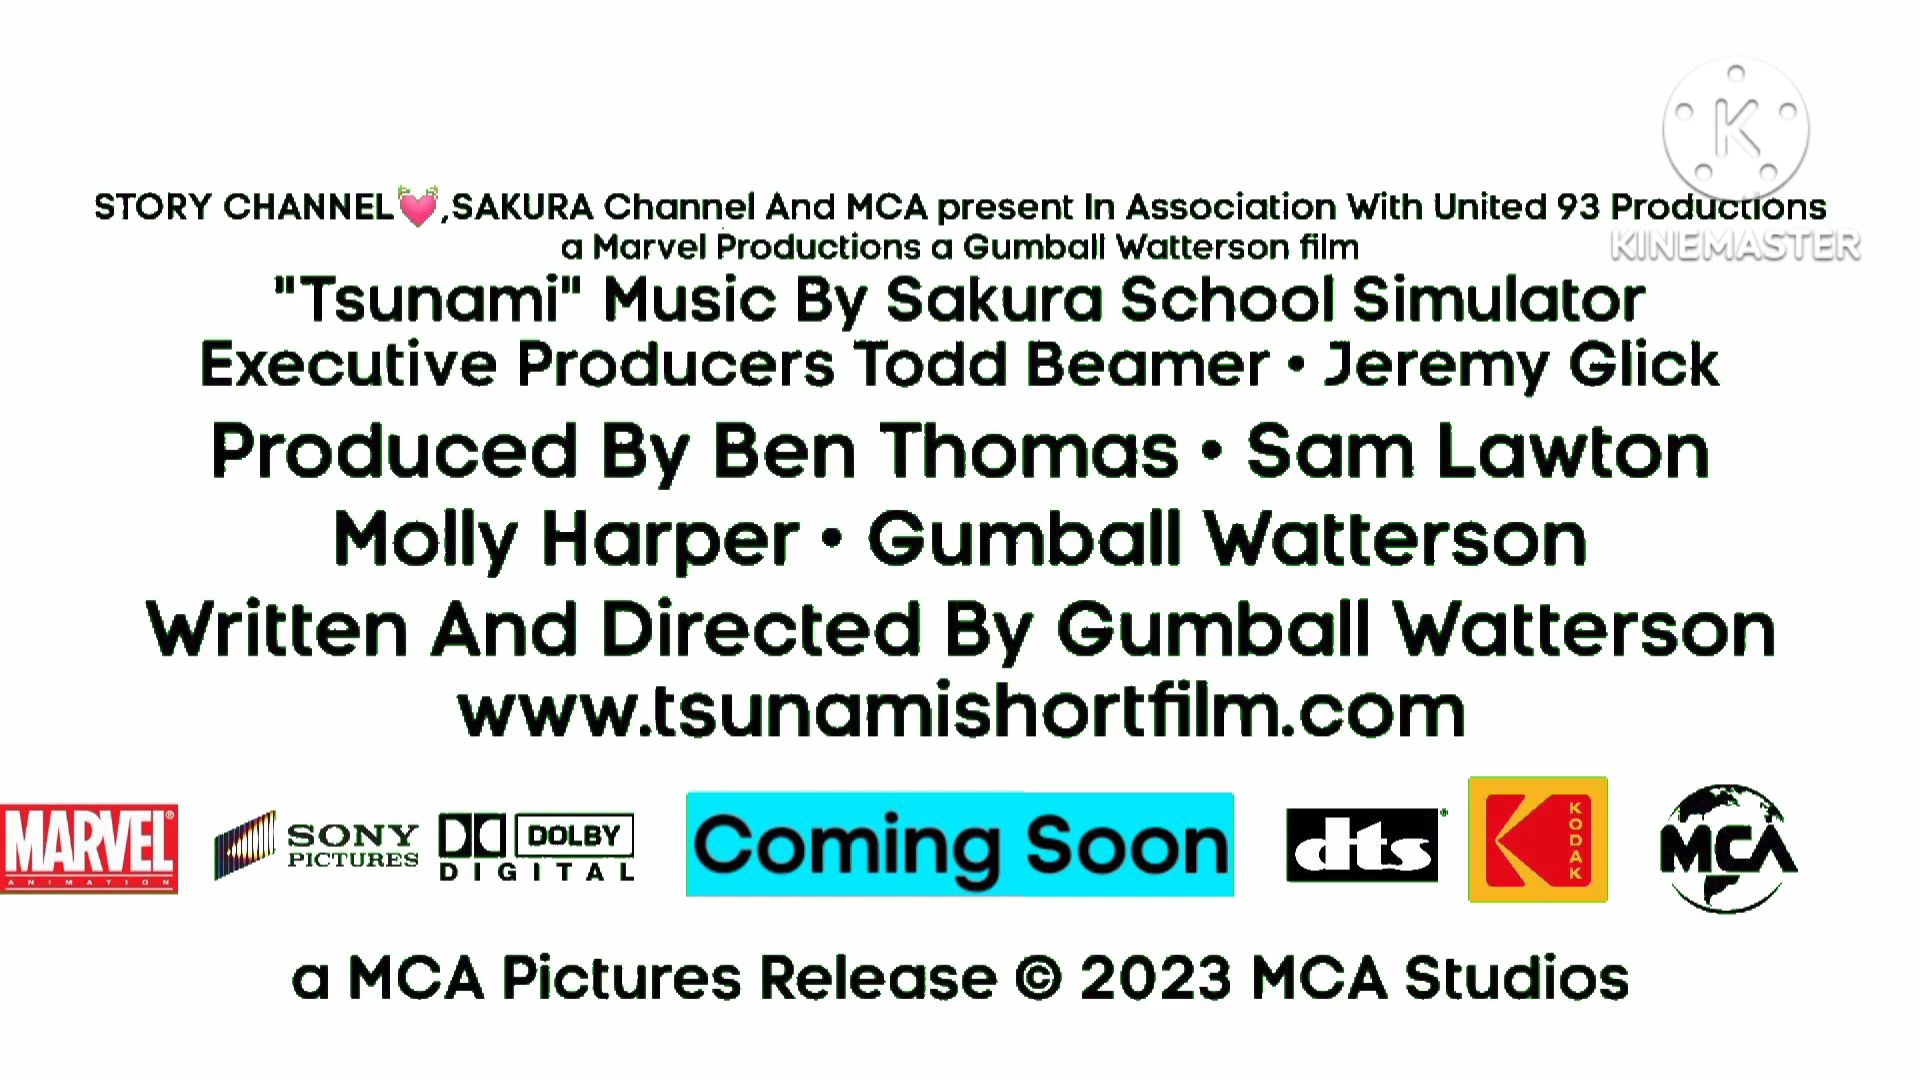 STORY CHANNEL💓,SAKURA Channel And MCA present In Association With United 93 Productions
KINEMASTER
a Marvel Productions a Gumball Watterson film
"Tsunami" Music By Sakura School Simulator
Executive Producers Todd Beamer • Jeremy Glick
Produced By Ben Thomas • Sam Lawton
Molly Harper • Gumball Watterson
Written And Directed By Gumball Watterson
www.tsunamishortfilm.com
MARVEL ANIMATION
SONY PICTURES
DOLBY DIGITAL
Coming Soon
dts
KODAK
MCA
a MCA Pictures Release © 2023 MCA Studios